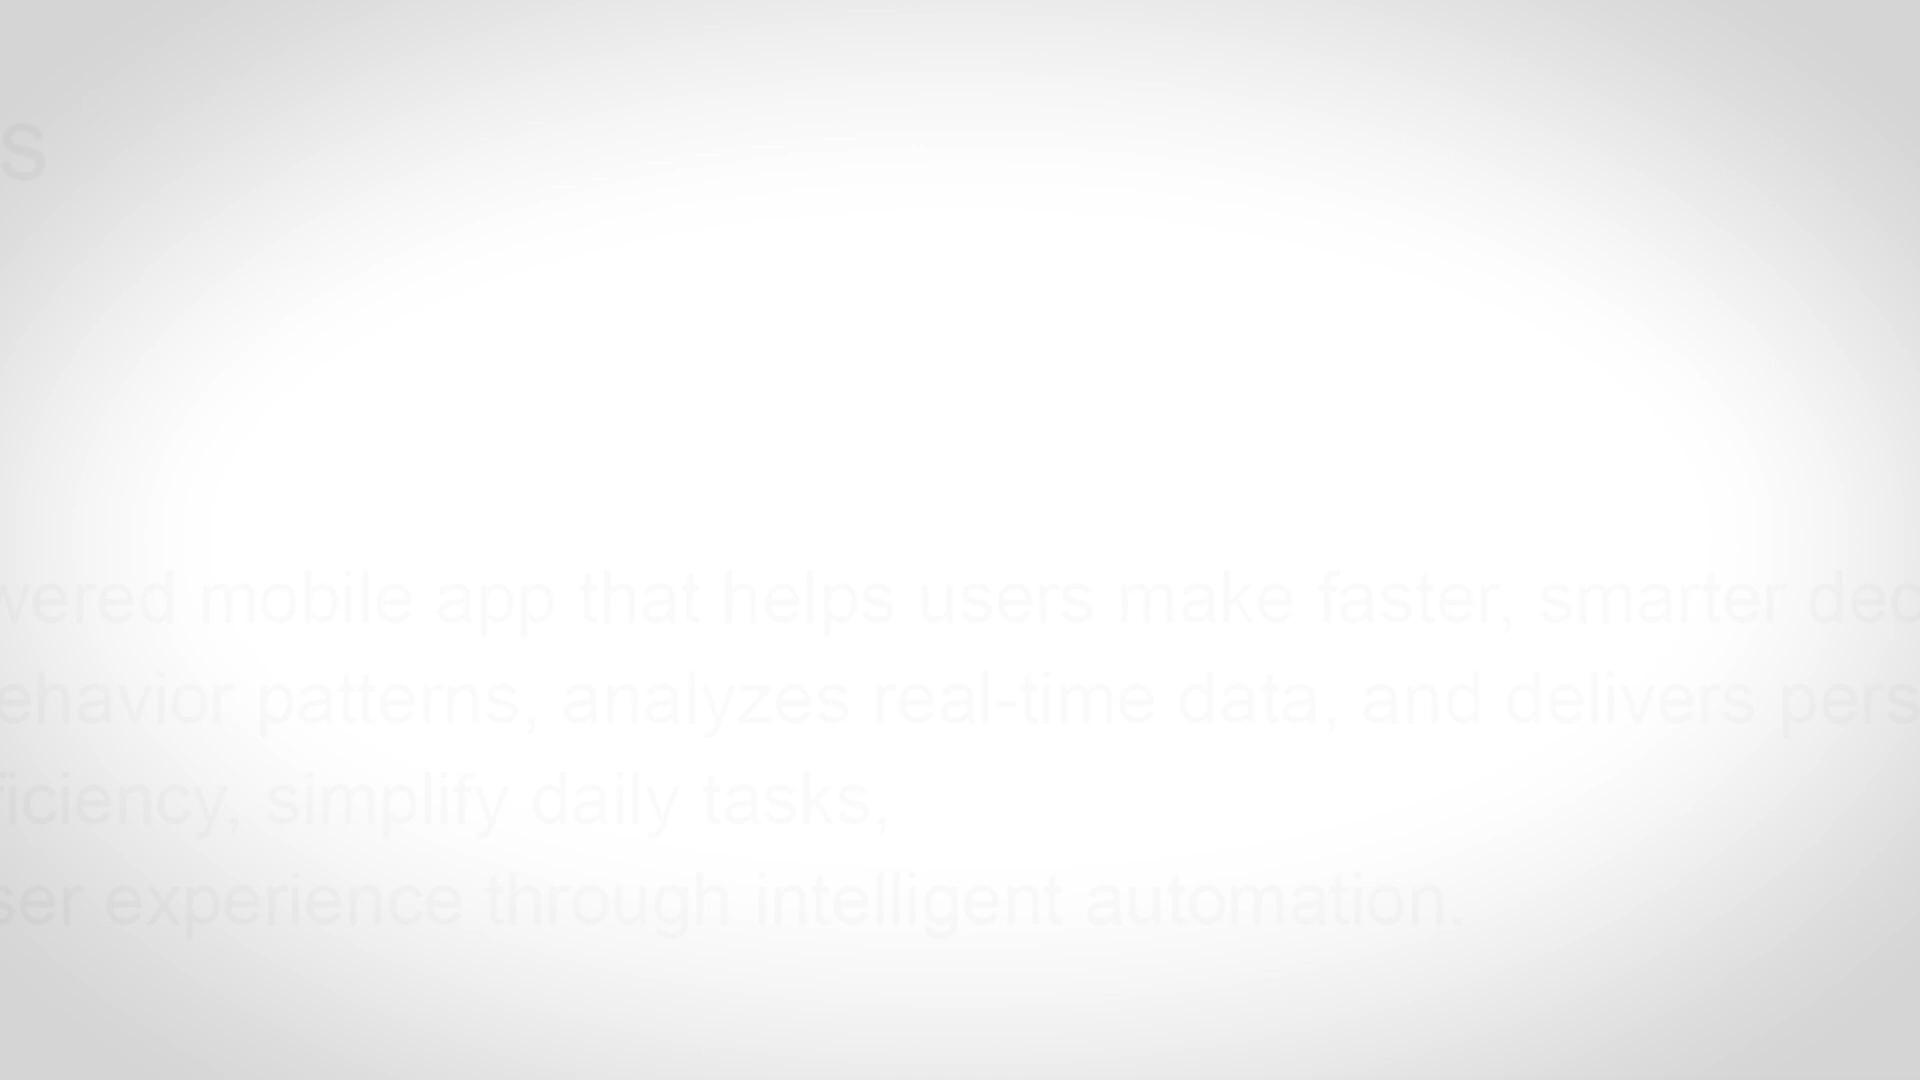 s
wered mobile app that helps users make faster, smarter dec
ehavior patterns, analyzes real-time data, and delivers pers
ficiency, simplify daily tasks,
ser experience through intelligent automation.